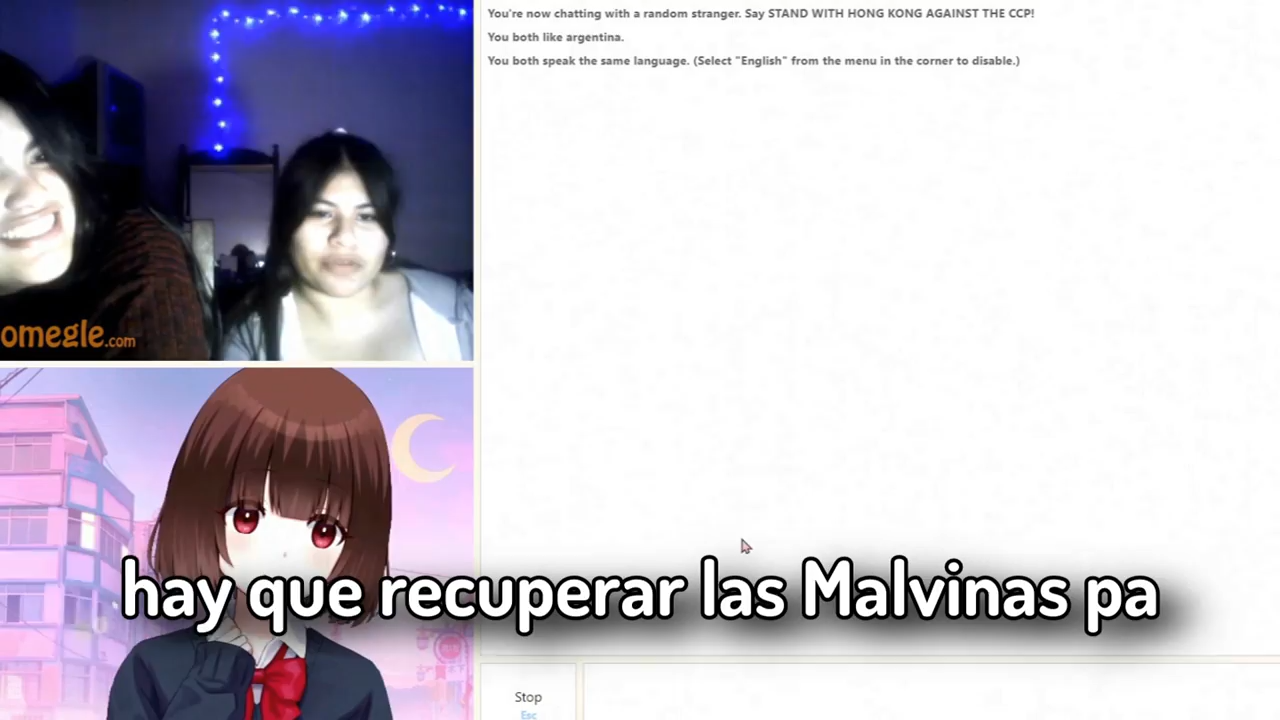 You're now chatting with a random stranger. Say STAND WITH HONG KONG AGAINST THE CCP!
You both like argentina.
You both speak the same language. (Select "English" from the menu in the corner to disable.)
omegle.com
hay que recuperar las Malvinas pa
Stop
Esc